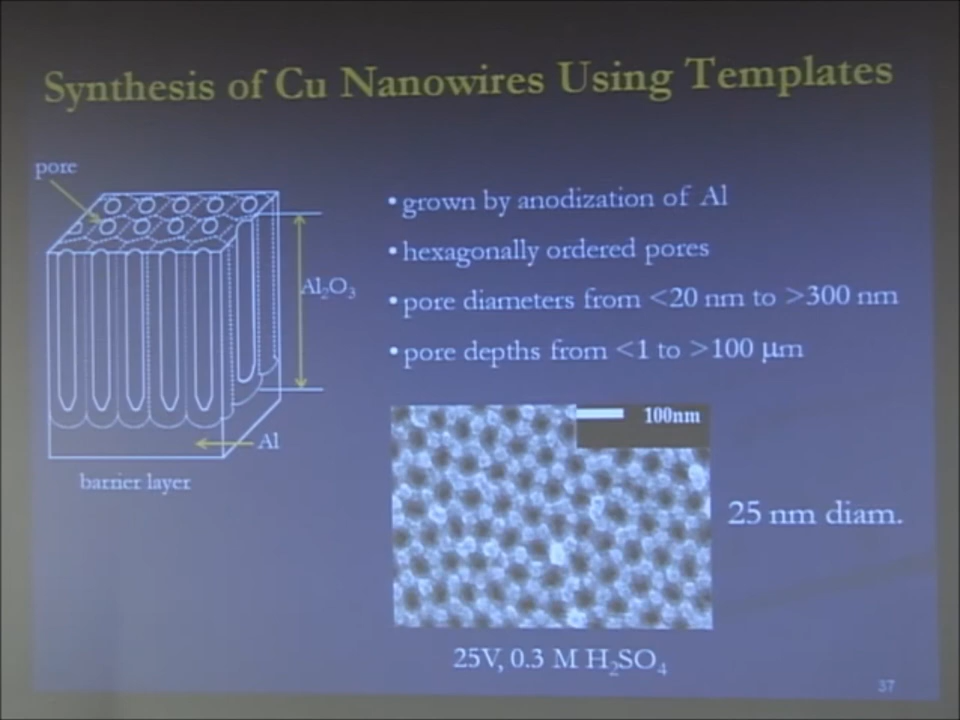 Synthesis of Cu Nanowires Using Templates
pore
Al₂O₃
Al
barrier layer
• grown by anodization of Al
• hexagonally ordered pores
• pore diameters from <20 nm to >300 nm
• pore depths from <1 to >100 µm
100nm
25 nm diam.
25V, 0.3 M H₂SO₄
37